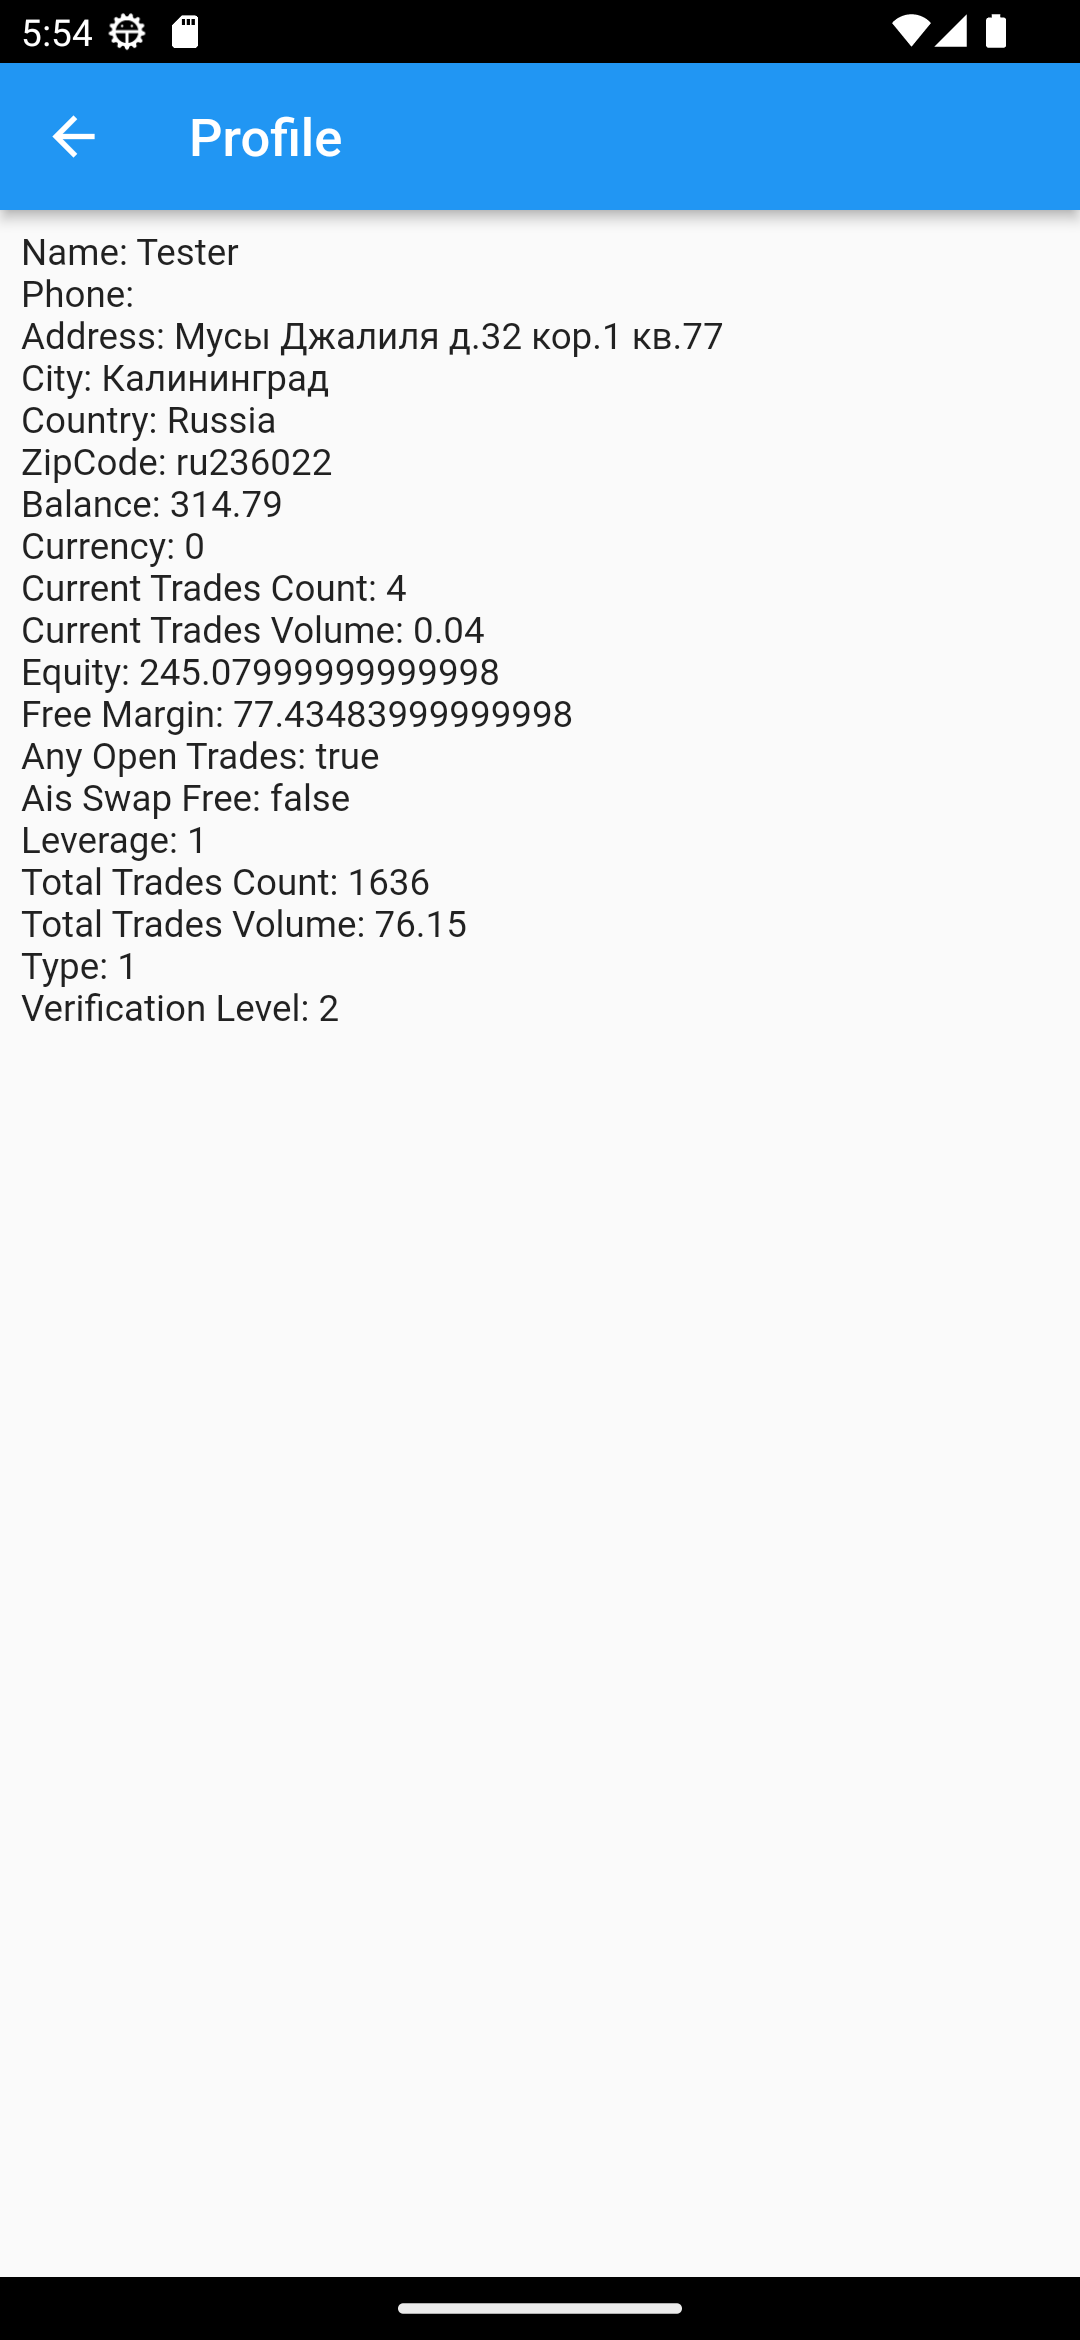 5:54
Profile
Name: Tester
Phone:
Address: Мусы Джалиля д.32 кор.1 кв.77
City: Калининград
Country: Russia
ZipCode: ru236022
Balance: 314.79
Currency: 0
Current Trades Count: 4
Current Trades Volume: 0.04
Equity: 245.07999999999998
Free Margin: 77.43483999999998
Any Open Trades: true
Ais Swap Free: false
Leverage: 1
Total Trades Count: 1636
Total Trades Volume: 76.15
Type: 1
Verification Level: 2